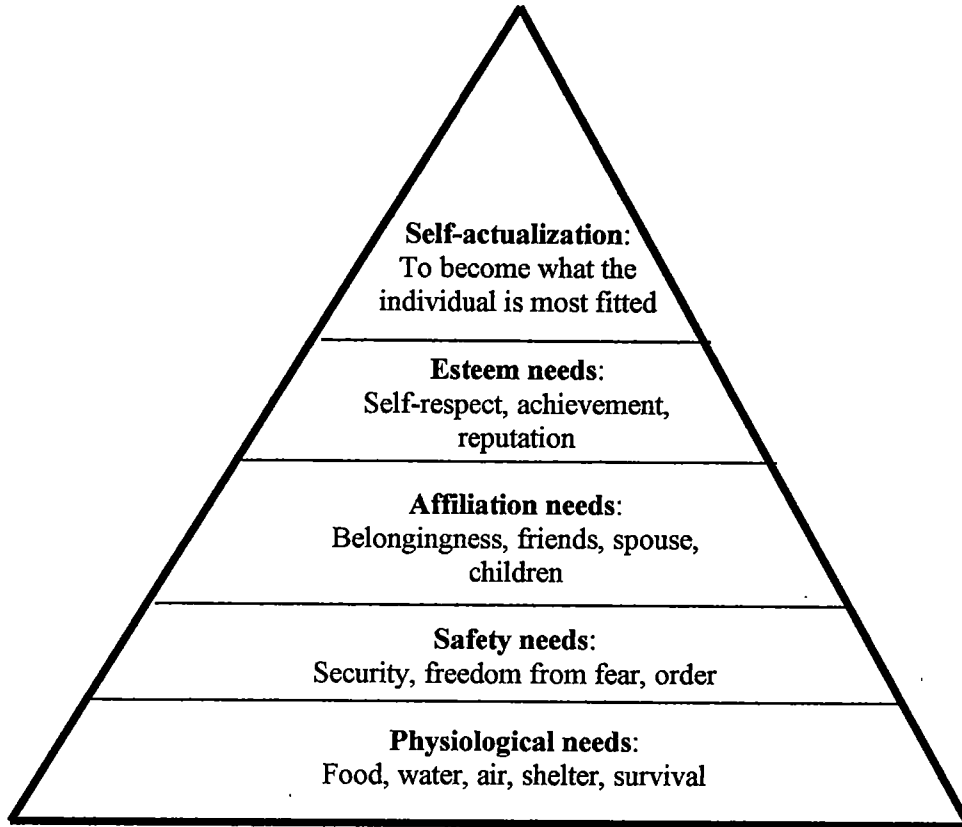 Self-actualization:
To become what the
individual is most fitted
Esteem needs:
Self-respect, achievement,
reputation
Affiliation needs:
Belongingness, friends, spouse,
children
Safety needs:
Security, freedom from fear, order
Physiological needs:
Food, water, air, shelter, survival